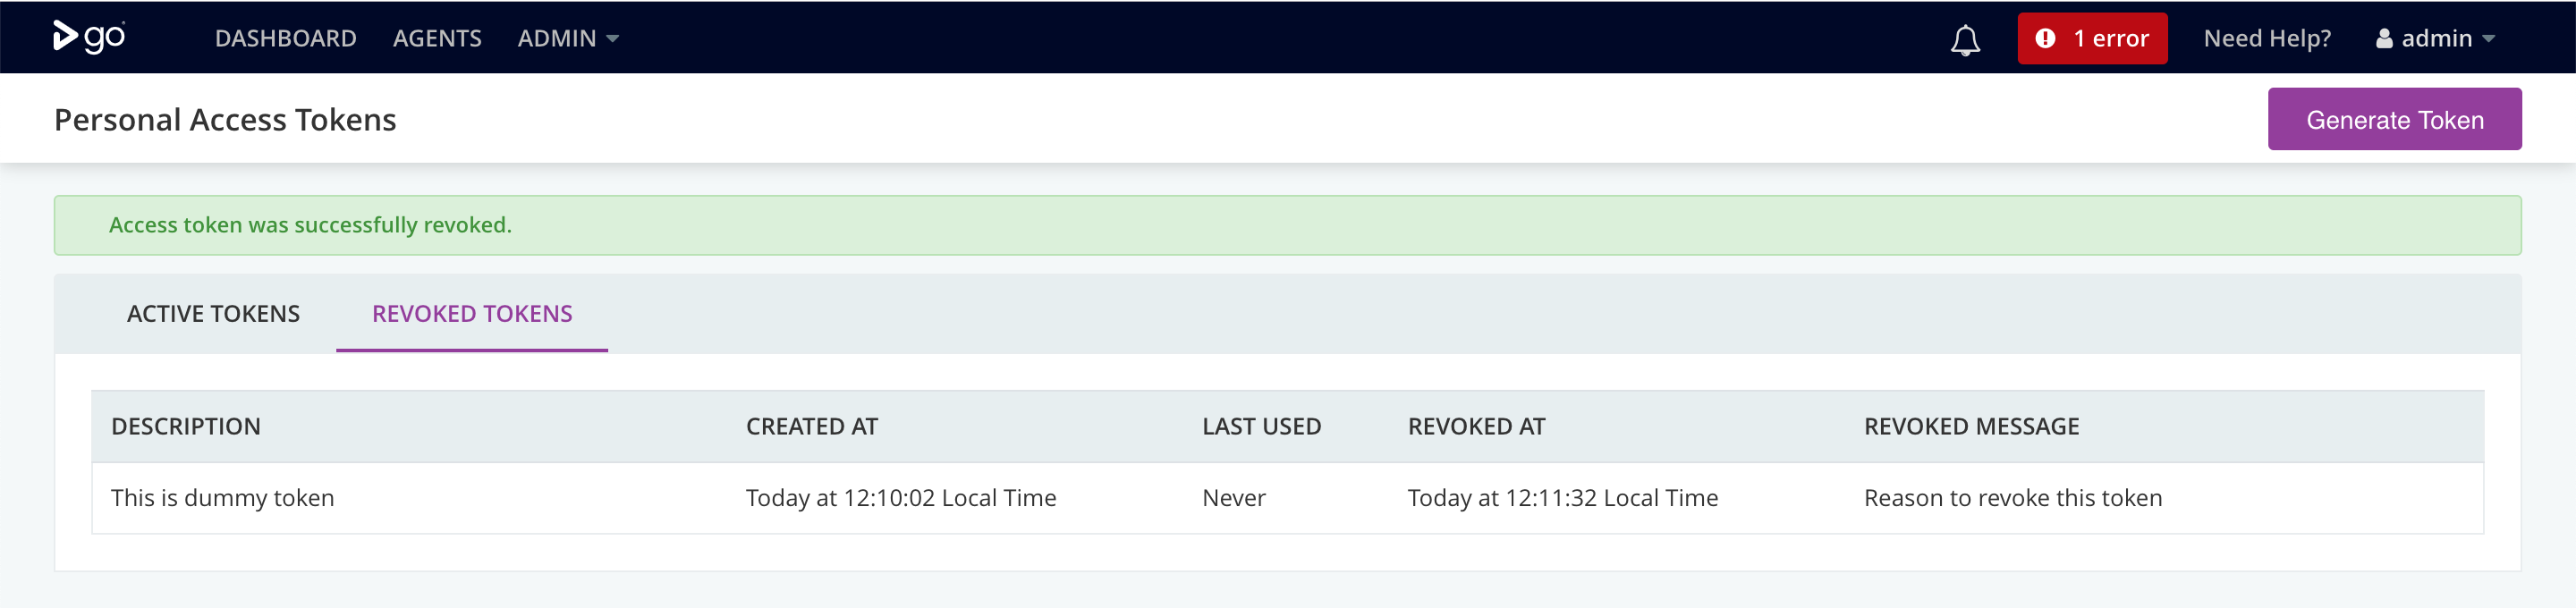 go DASHBOARD AGENTS ADMIN 1 error Need Help? admin
Personal Access Tokens Generate Token
Access token was successfully revoked.
ACTIVE TOKENS REVOKED TOKENS
DESCRIPTION CREATED AT LAST USED REVOKED AT REVOKED MESSAGE
This is dummy token Today at 12:10:02 Local Time Never Today at 12:11:32 Local Time Reason to revoke this token